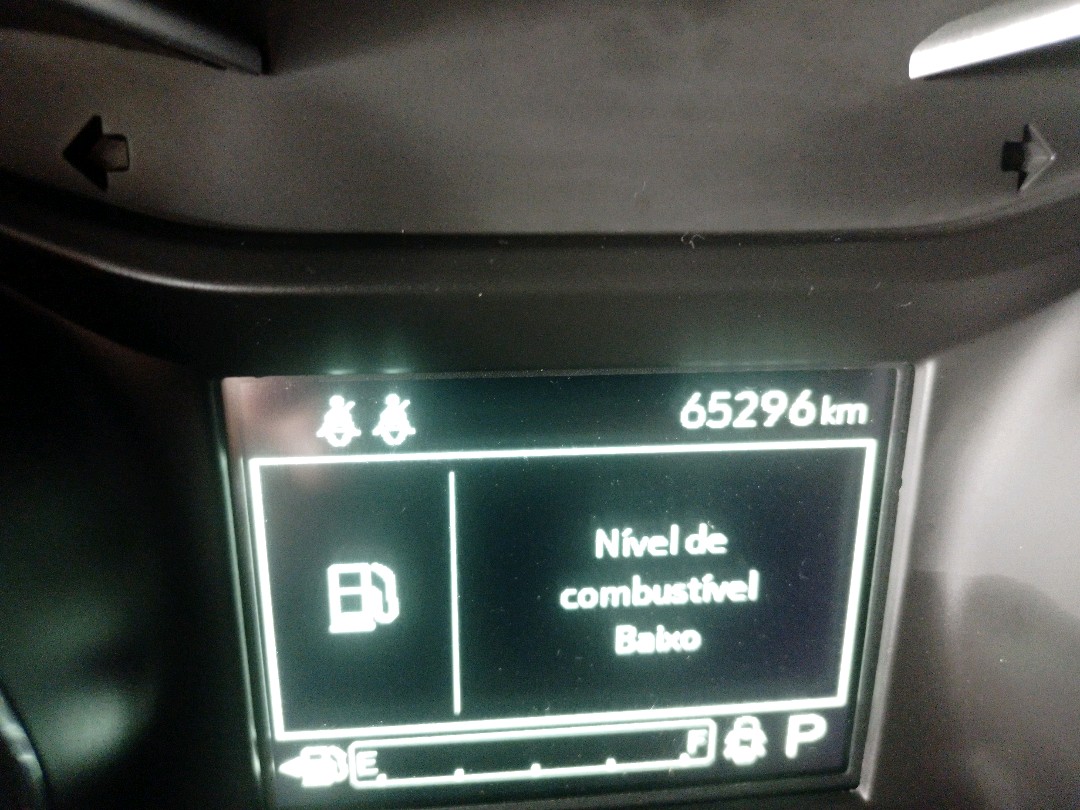 65296 km
Nível de
combustível
Baixo
E F
P